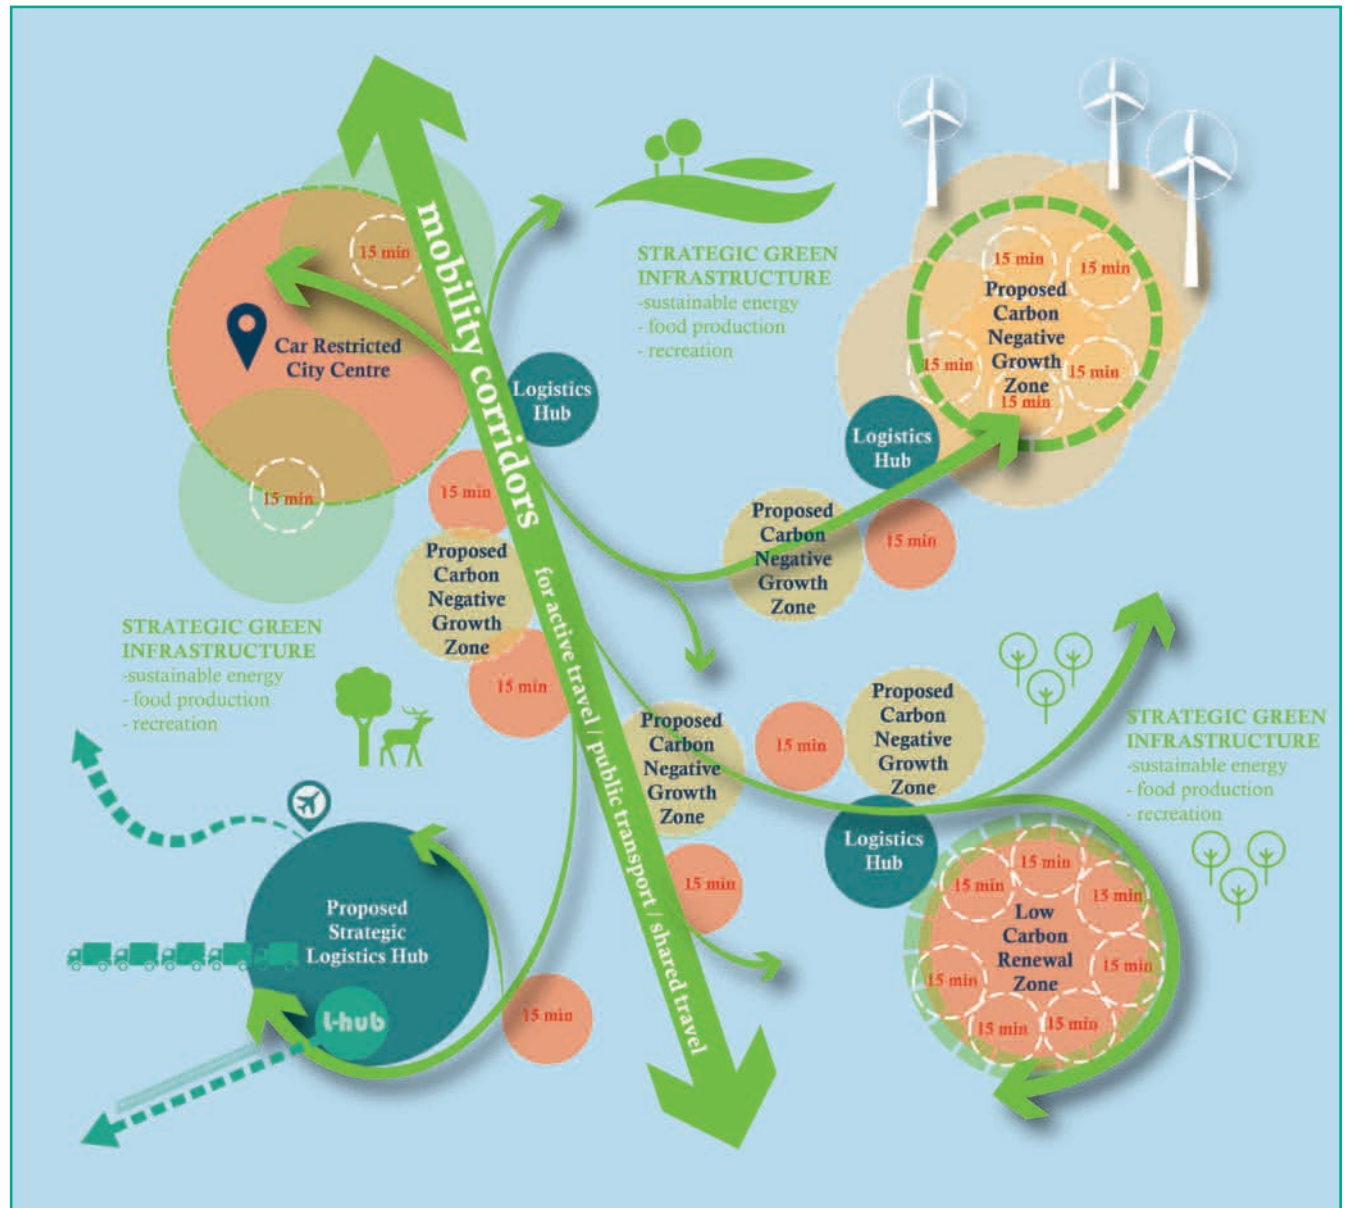 mobility corridors
for active travel / public transport / shared travel
15 min
Car Restricted
City Centre
15 min
STRATEGIC GREEN
INFRASTRUCTURE
-sustainable energy
- food production
- recreation
Logistics
Hub
15 min
15 min
Proposed
Carbon
Negative
Growth
Zone
15 min
15 min
15 min
Logistics
Hub
15 min
Proposed
Carbon
Negative
Growth
Zone
15 min
Proposed
Carbon
Negative
Growth
Zone
15 min
STRATEGIC GREEN
INFRASTRUCTURE
-sustainable energy
- food production
- recreation
Proposed
Carbon
Negative
Growth
Zone
15 min
Proposed
Carbon
Negative
Growth
Zone
STRATEGIC GREEN
INFRASTRUCTURE
-sustainable energy
- food production
- recreation
Logistics
Hub
15 min
15 min
15 min
15 min
Low
Carbon
Renewal
Zone
15 min
15 min
15 min
15 min
Proposed
Strategic
Logistics Hub
l-hub
15 min